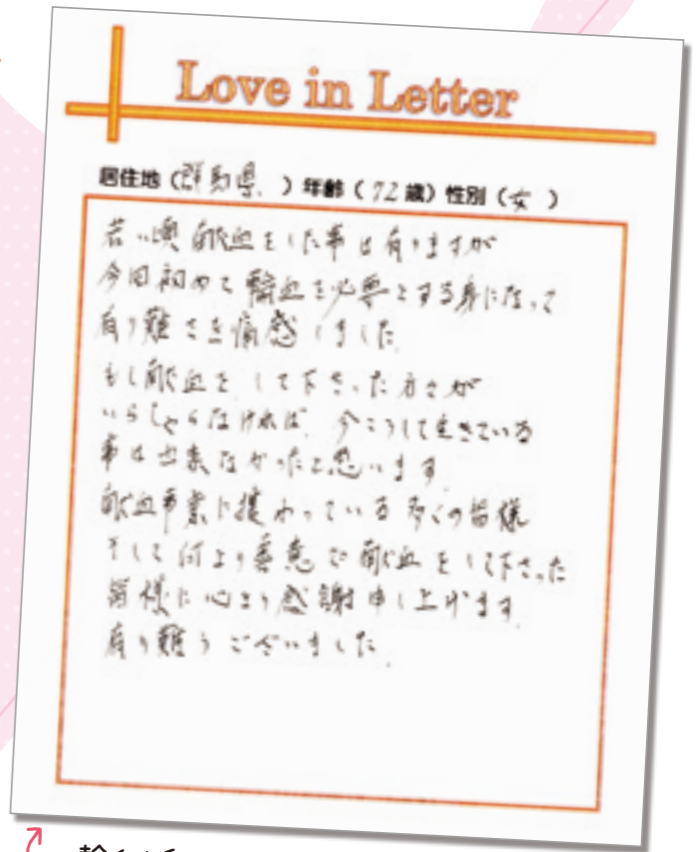 Love in Letter
居住地（群馬県）年齢（72歳）性別（女）
若い頃献血をした事は有りますが
今回初めて輸血を必要とする身になって
有り難さを痛感しました。
もし献血をして下さった方々が
いらっしゃらなければ、今こうして生きている
事は出来なかったと思います。
献血事業に携わっている多くの皆様
そして何より善意で献血をして下さった
皆様に心より感謝申し上げます。
有り難うございました。